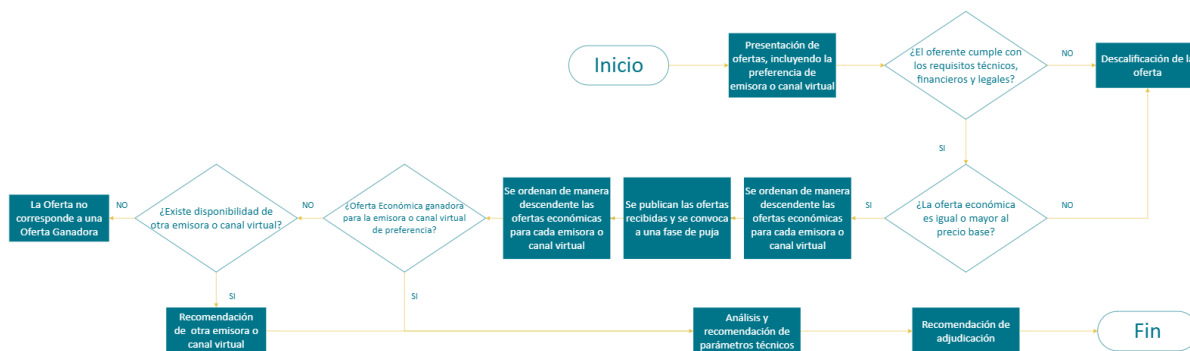 Inicio
Presentación de
ofertas, incluyendo la
preferencia de
emisora o canal virtual
¿El oferente cumple con
los requisitos técnicos,
financieros y legales?
NO
Descalificación de la
oferta
SI
¿La oferta económica
es igual o mayor al
precio base?
NO
SI
Se ordenan de manera
descendente las
ofertas económicas
para cada emisora o
canal virtual
Se publican las ofertas
recibidas y se convoca
a una fase de puja
Se ordenan de manera
descendente las
ofertas económicas
para cada emisora o
canal virtual
¿Oferta Económica ganadora
para la emisora o canal virtual
de preferencia?
NO
¿Existe disponibilidad de
otra emisora o canal virtual?
NO
La Oferta no
corresponde a una
Oferta Ganadora
SI
SI
Recomendación
de otra emisora o
canal virtual
Análisis y
recomendación de
parámetros técnicos
Recomendación de
adjudicación
Fin